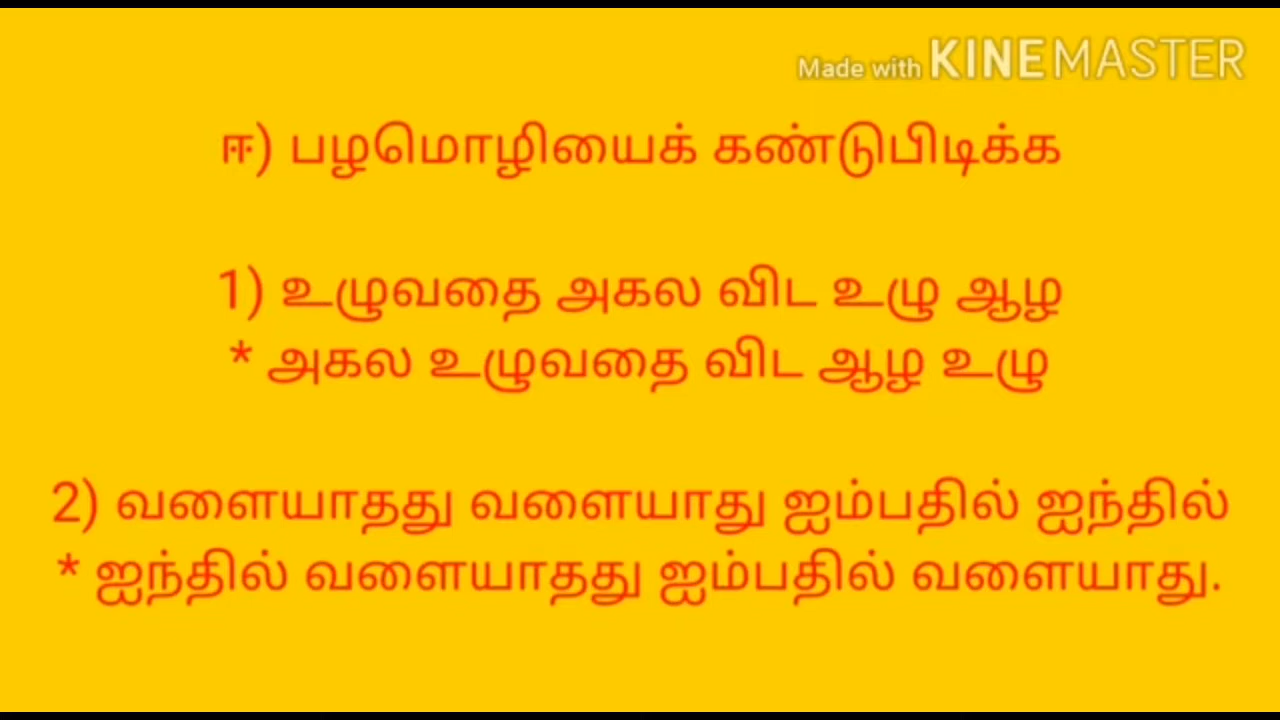 Made with KINEMASTER
ஈ) பழமொழியைக் கண்டுபிடிக்க
1) உழுவதை அகல விட உழு ஆழ
* அகல உழுவதை விட ஆழ உழு
2) வளையாதது வளையாது ஐம்பதில் ஐந்தில்
* ஐந்தில் வளையாதது ஐம்பதில் வளையாது.